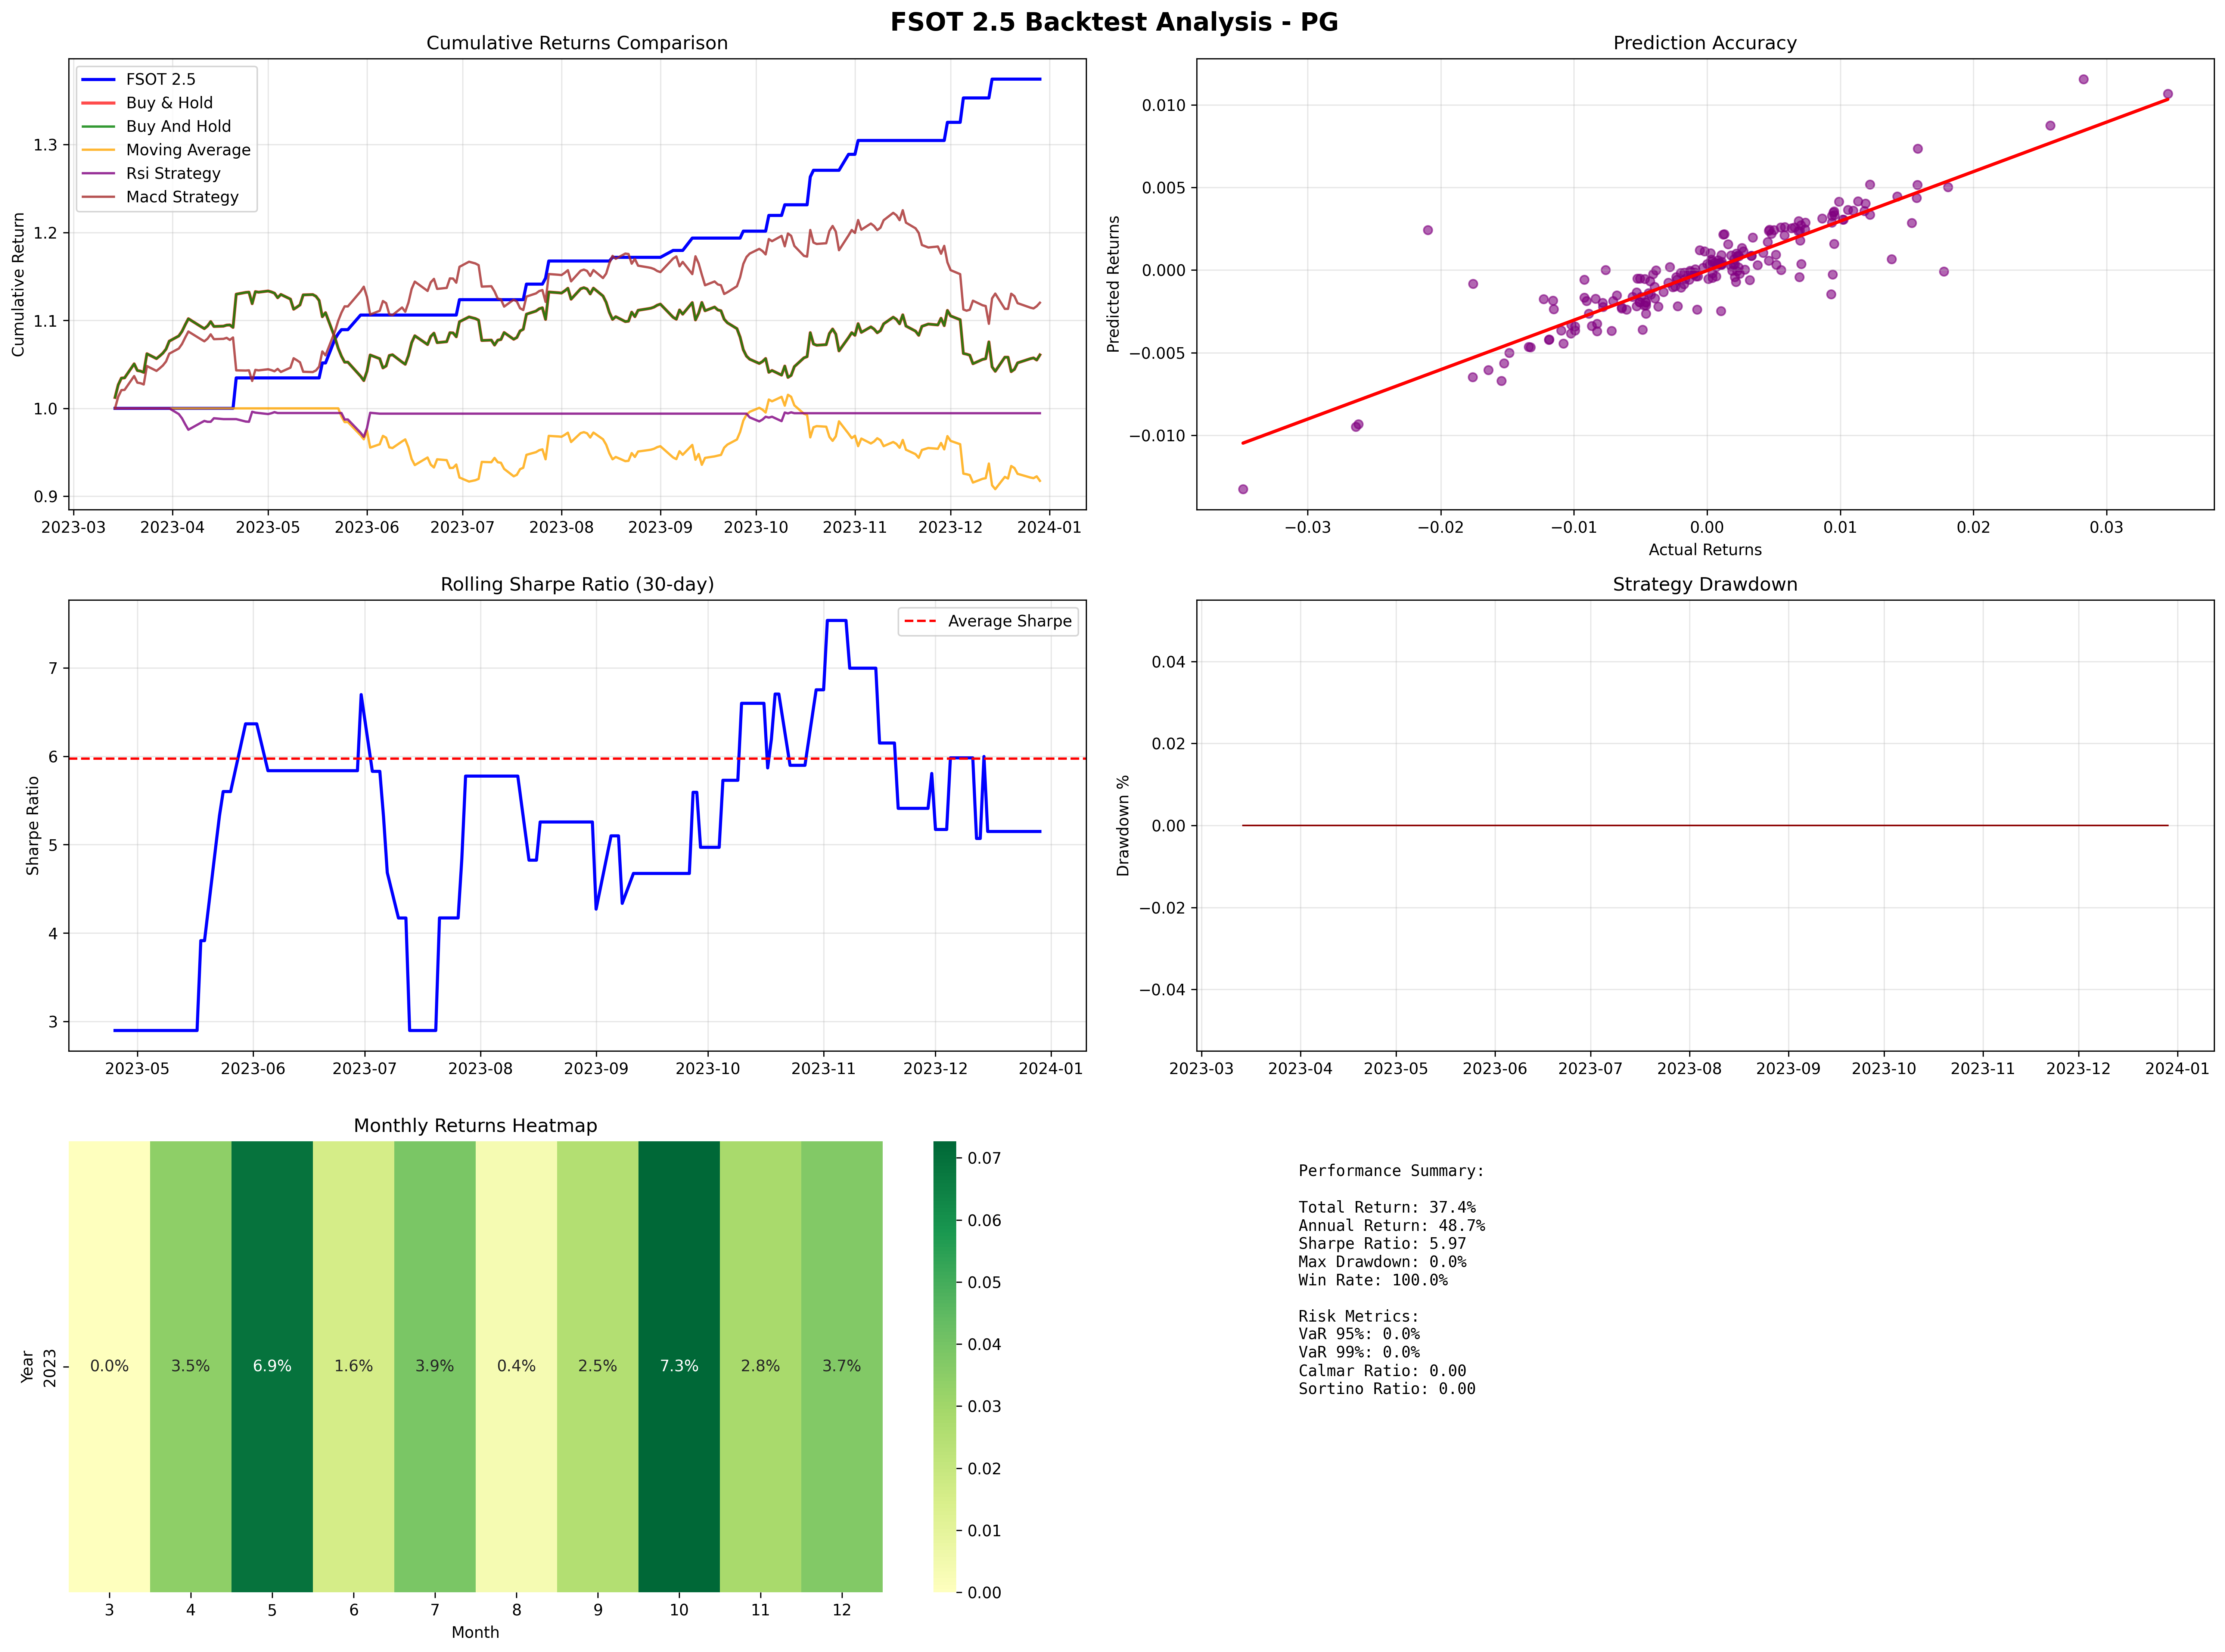 FSOT 2.5 Backtest Analysis - PG
Cumulative Returns Comparison
FSOT 2.5
Buy & Hold
Buy And Hold
Moving Average
Rsi Strategy
Macd Strategy
Cumulative Return
1.3
1.2
1.1
1.0
0.9
2023-03 2023-04 2023-05 2023-06 2023-07 2023-08 2023-09 2023-10 2023-11 2023-12 2024-01
Prediction Accuracy
Predicted Returns
0.010
0.005
0.000
−0.005
−0.010
−0.03 −0.02 −0.01 0.00 0.01 0.02 0.03
Actual Returns
Rolling Sharpe Ratio (30-day)
Average Sharpe
Sharpe Ratio
7
6
5
4
3
2023-05 2023-06 2023-07 2023-08 2023-09 2023-10 2023-11 2023-12 2024-01
Strategy Drawdown
Drawdown %
0.04
0.02
0.00
−0.02
−0.04
2023-03 2023-04 2023-05 2023-06 2023-07 2023-08 2023-09 2023-10 2023-11 2023-12 2024-01
Monthly Returns Heatmap
Year
2023
0.0% 3.5% 6.9% 1.6% 3.9% 0.4% 2.5% 7.3% 2.8% 3.7%
3 4 5 6 7 8 9 10 11 12
Month
0.07
0.06
0.05
0.04
0.03
0.02
0.01
0.00
Performance Summary:
Total Return: 37.4%
Annual Return: 48.7%
Sharpe Ratio: 5.97
Max Drawdown: 0.0%
Win Rate: 100.0%
Risk Metrics:
VaR 95%: 0.0%
VaR 99%: 0.0%
Calmar Ratio: 0.00
Sortino Ratio: 0.00